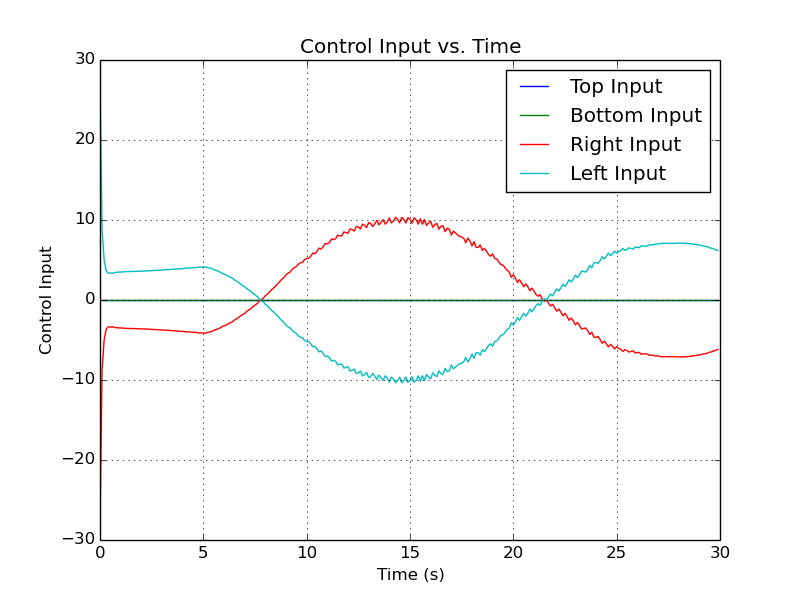 Control Input vs. Time
30
20
10
0
−10
−20
−30
Control Input
Top Input
Bottom Input
Right Input
Left Input
0 5 10 15 20 25 30
Time (s)